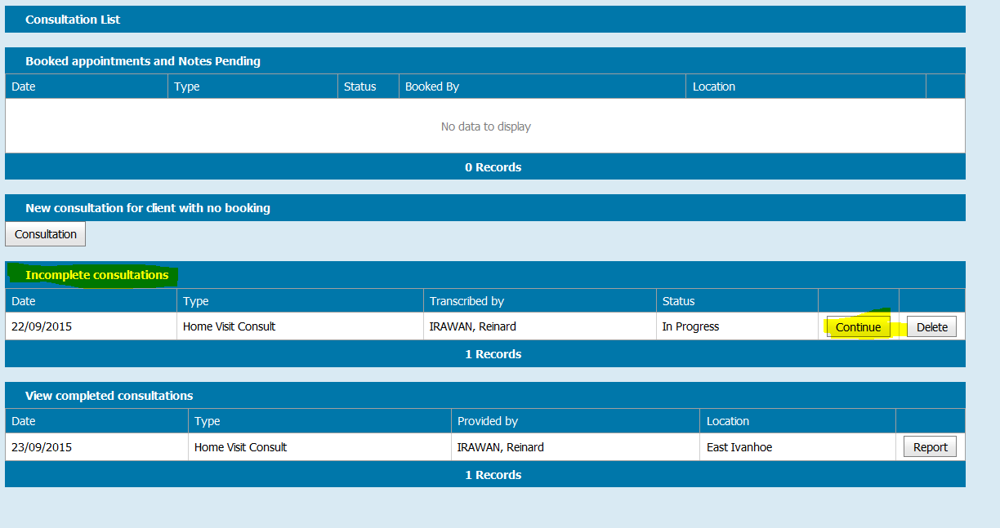 Consultation List
Booked appointments and Notes Pending
Date Type Status Booked By Location
No data to display
0 Records
New consultation for client with no booking
Consultation
Incomplete consultations
Date Type Transcribed by Status
22/09/2015 Home Visit Consult IRAWAN, Reinard In Progress Continue Delete
1 Records
View completed consultations
Date Type Provided by Location
23/09/2015 Home Visit Consult IRAWAN, Reinard East Ivanhoe Report
1 Records